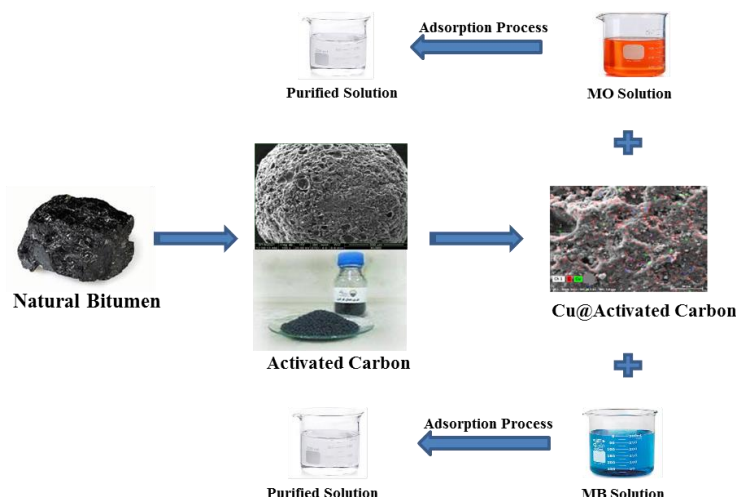 Adsorption Process
Purified Solution
MO Solution
Natural Bitumen
Activated Carbon
Cu@Activated Carbon
Adsorption Process
Purified Solution
MB Solution